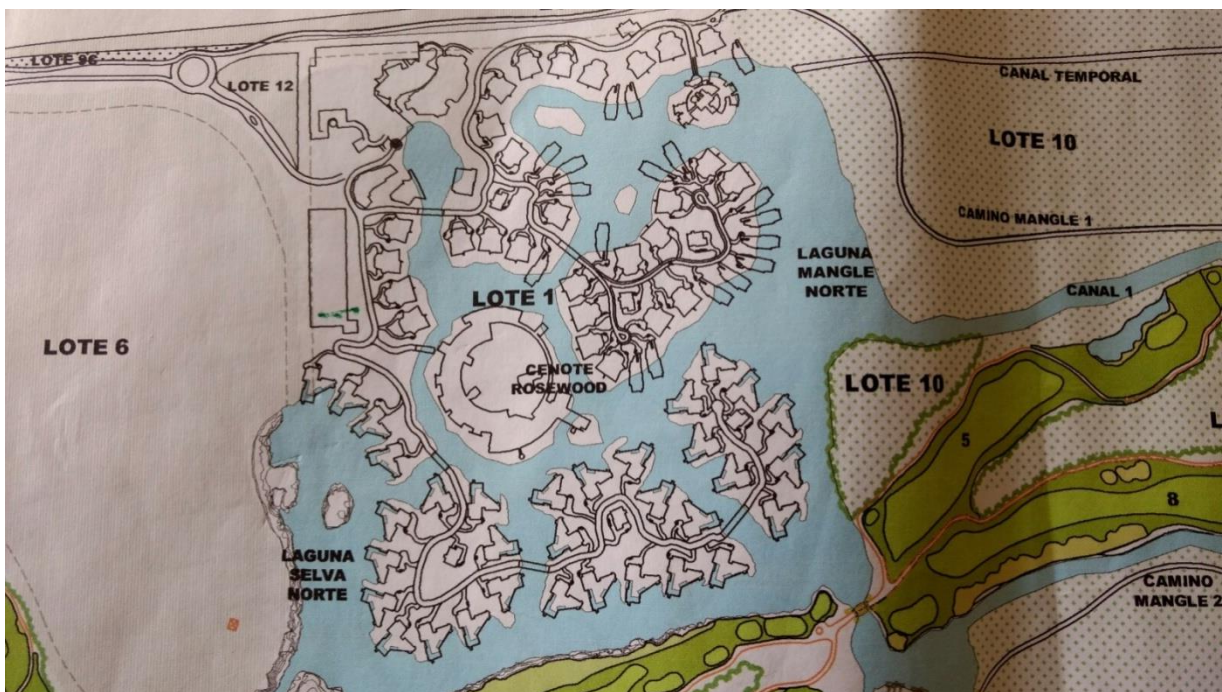 LOTE 9C
LOTE 12
CANAL TEMPORAL
LOTE 10
CAMINO MANGLE 1
LAGUNA
MANGLE
NORTE
CANAL 1
LOTE 1
LOTE 6
CENOTE
ROSEWOOD
LOTE 10
5
8
LAGUNA
SELVA
NORTE
CAMINO
MANGLE 2